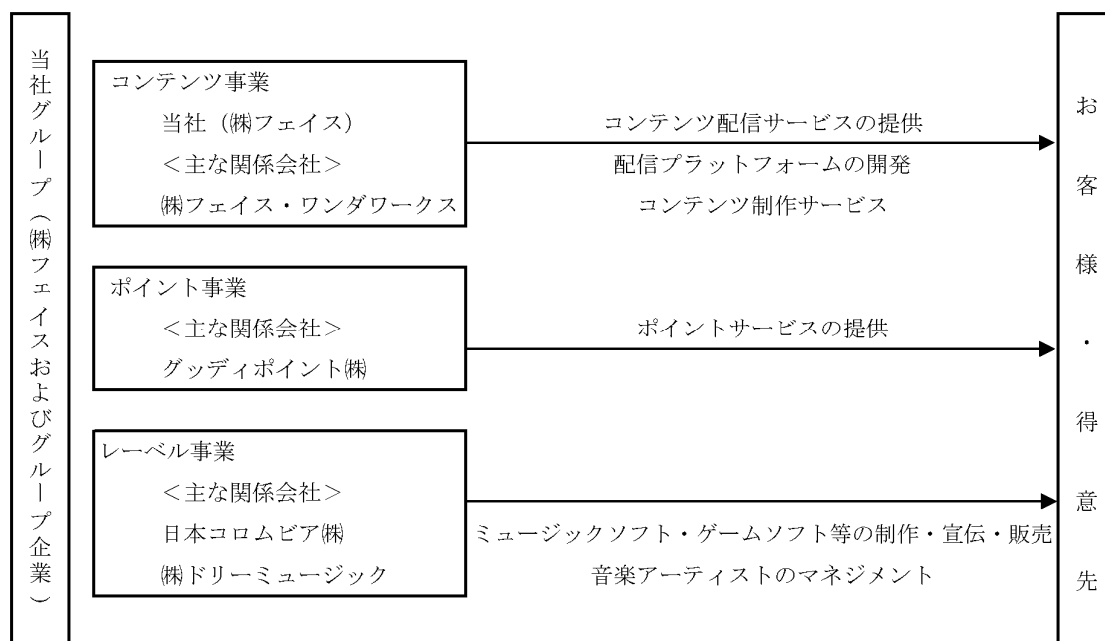 当社グループ（㈱フェイスおよびグループ企業）
コンテンツ事業
当社（㈱フェイス）
＜主な関係会社＞
㈱フェイス・ワンダワークス
コンテンツ配信サービスの提供
配信プラットフォームの開発
コンテンツ制作サービス
ポイント事業
＜主な関係会社＞
グッディポイント㈱
ポイントサービスの提供
レーベル事業
＜主な関係会社＞
日本コロムビア㈱
㈱ドリーミュージック
ミュージックソフト・ゲームソフト等の制作・宣伝・販売
音楽アーティストのマネジメント
お客様・得意先